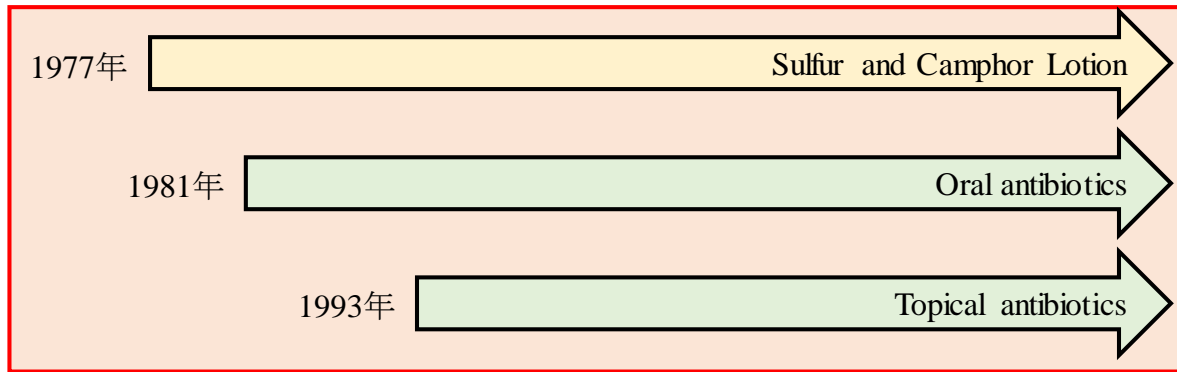 1977年
Sulfur and Camphor Lotion
1981年
Oral antibiotics
1993年
Topical antibiotics